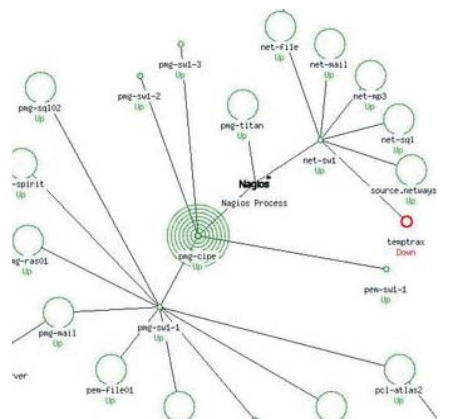 net-file
Up
net-mail
Up
pmg-sw1-3
Up
pmg-sw1-2
Up
net-mp3
Up
pmg-sql02
Up
pmg-titan
Up
net-sql
Up
net-sw1
Up
-spirit
Up
Nagios
Nagios Process
source.netways
Up
temptrax
Down
mg-ras01
Up
pmg-cipe
Up
pem-sw1-1
Up
pmg-mail
Up
pmg-sw1-1
Up
ver
pem-file01
Up
pcl-atlas2
Up